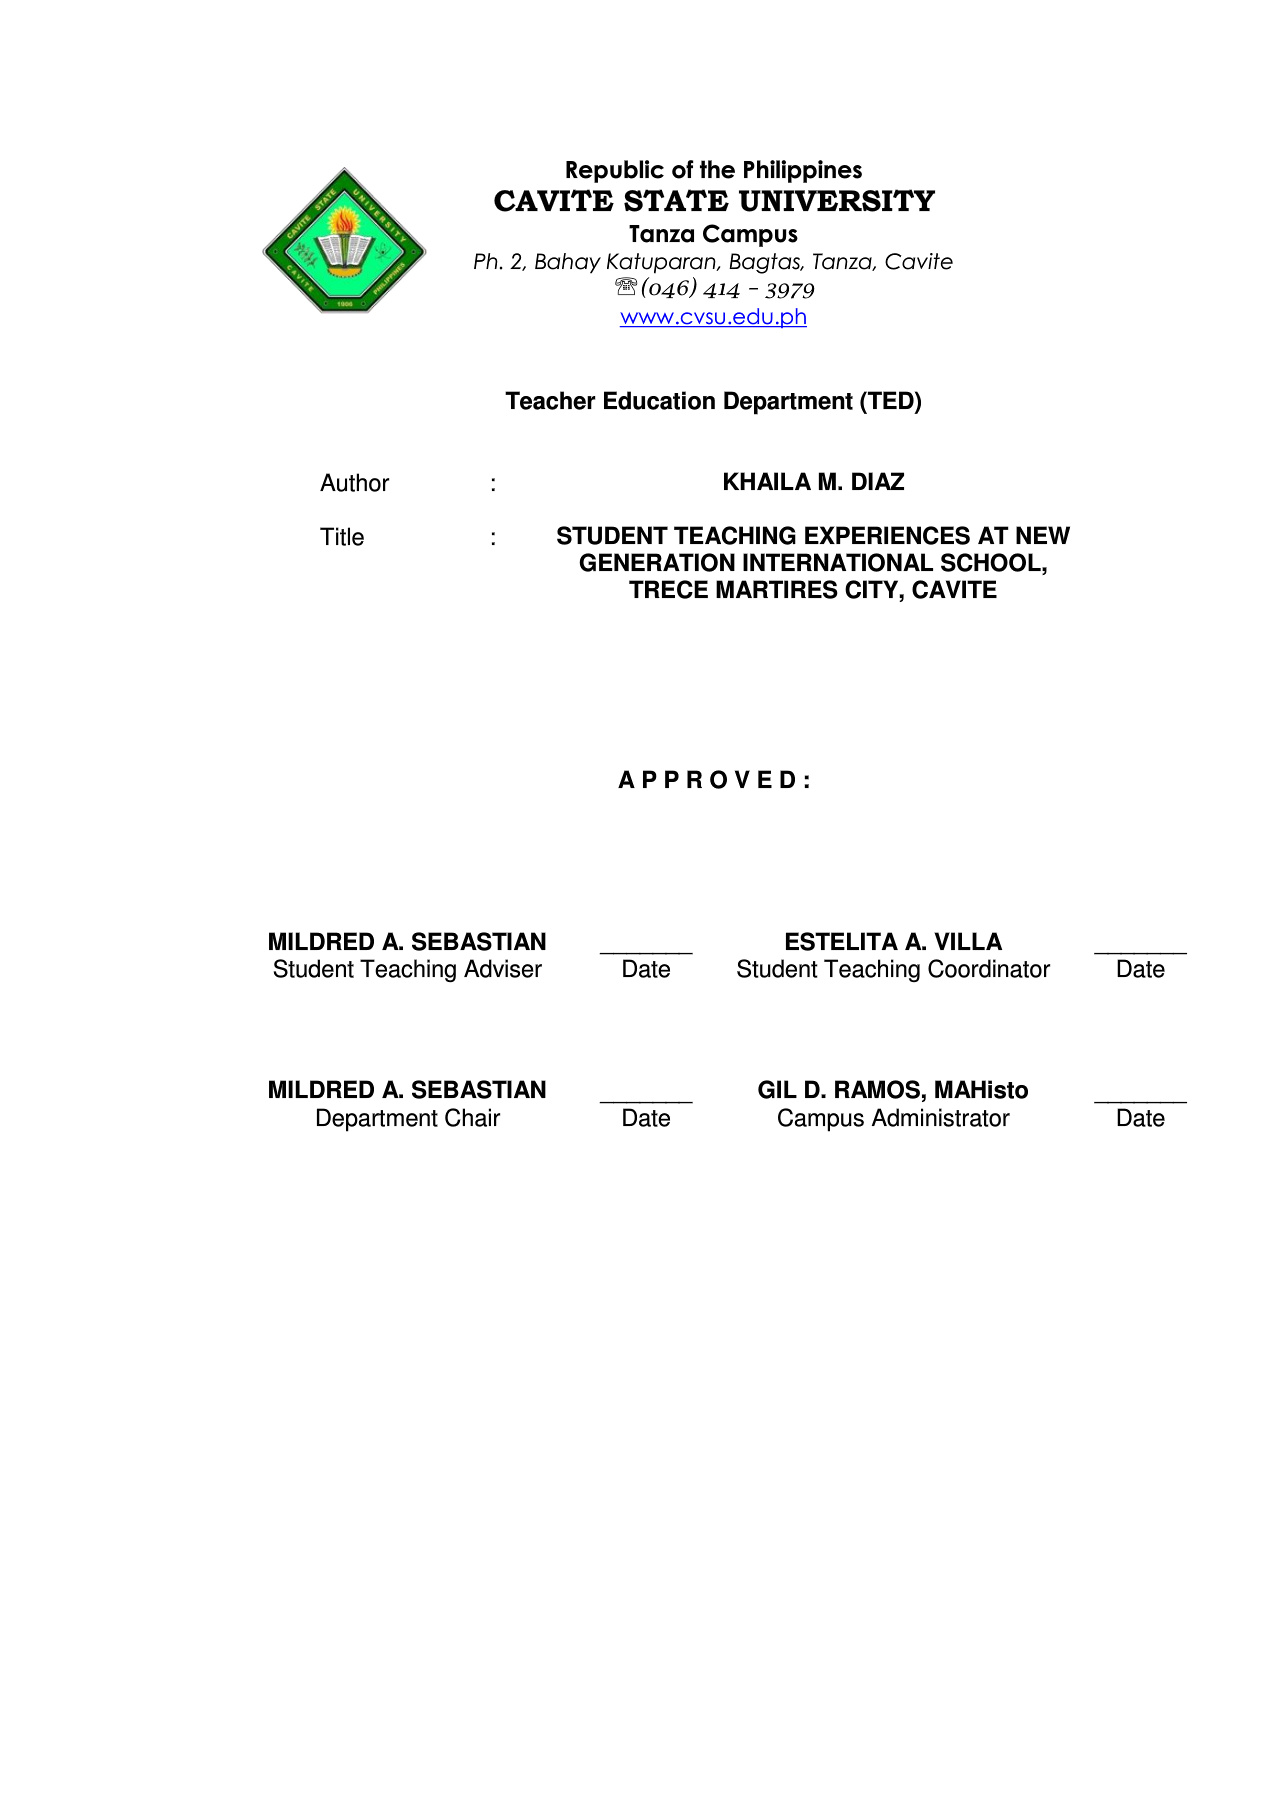 Republic of the Philippines
CAVITE STATE UNIVERSITY
Tanza Campus
Ph. 2, Bahay Katuparan, Bagtas, Tanza, Cavite
☏(046) 414 – 3979
www.cvsu.edu.ph
CAVITE STATE UNIVERSITY
CAVITE PHILIPPINES
1906
Teacher Education Department (TED)
Author : KHAILA M. DIAZ
Title : STUDENT TEACHING EXPERIENCES AT NEW
GENERATION INTERNATIONAL SCHOOL,
TRECE MARTIRES CITY, CAVITE
A P P R O V E D :
MILDRED A. SEBASTIAN _______ ESTELITA A. VILLA _______
Student Teaching Adviser Date Student Teaching Coordinator Date
MILDRED A. SEBASTIAN _______ GIL D. RAMOS, MAHisto _______
Department Chair Date Campus Administrator Date